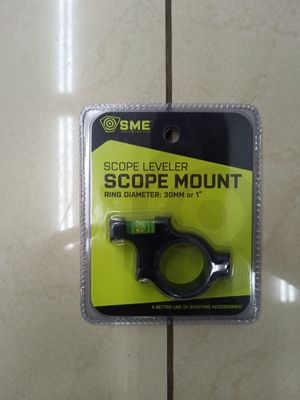 SME
SCOPE LEVELER
SCOPE MOUNT
RING DIAMETER: 30MM or 1"
A BETTER LINE OF SHOOTING ACCESSORIES